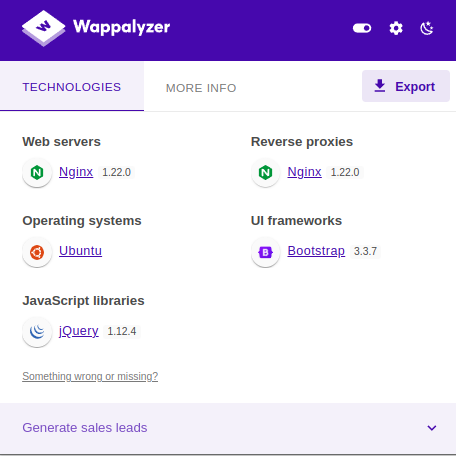 Wappalyzer
TECHNOLOGIES
MORE INFO
Export
Web servers
Nginx 1.22.0
Reverse proxies
Nginx 1.22.0
Operating systems
Ubuntu
UI frameworks
Bootstrap 3.3.7
JavaScript libraries
jQuery 1.12.4
Something wrong or missing?
Generate sales leads